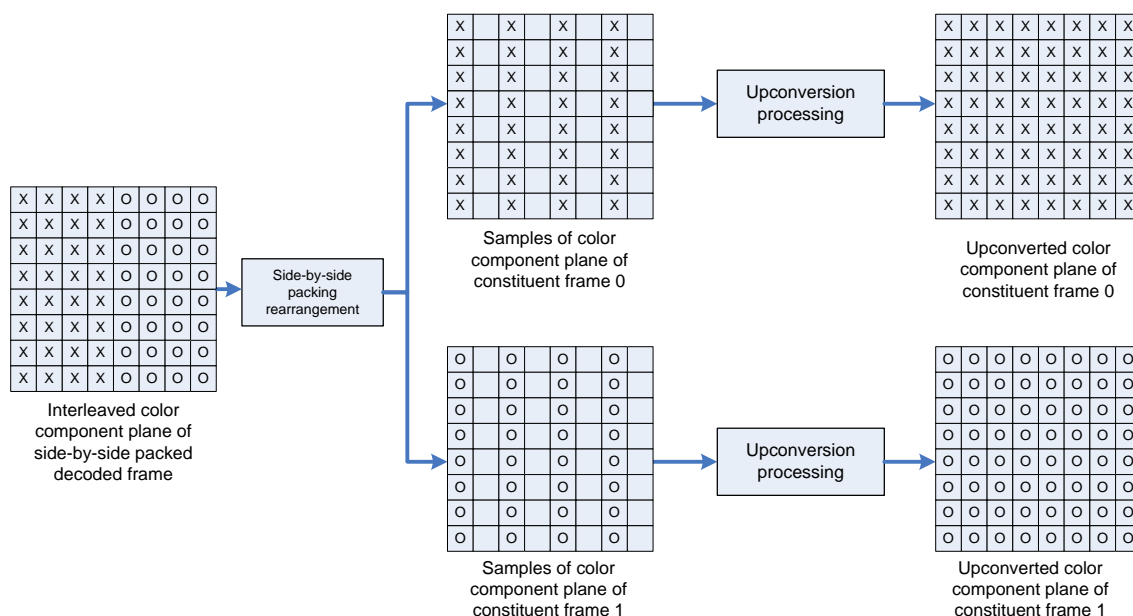 X X X X
X X X X
X X X X
X X X X
X X X X
X X X X
X X X X
X X X X
Samples of color
component plane of
constituent frame 0
Upconversion
processing
X X X X X X X X
X X X X X X X X
X X X X X X X X
X X X X X X X X
X X X X X X X X
X X X X X X X X
X X X X X X X X
X X X X X X X X
Upconverted color
component plane of
constituent frame 0
X X X X O O O O
X X X X O O O O
X X X X O O O O
X X X X O O O O
X X X X O O O O
X X X X O O O O
X X X X O O O O
X X X X O O O O
Interleaved color
component plane of
side-by-side packed
decoded frame
Side-by-side
packing
rearrangement
O O O O
O O O O
O O O O
O O O O
O O O O
O O O O
O O O O
O O O O
Samples of color
component plane of
constituent frame 1
Upconversion
processing
O O O O O O O O
O O O O O O O O
O O O O O O O O
O O O O O O O O
O O O O O O O O
O O O O O O O O
O O O O O O O O
O O O O O O O O
Upconverted color
component plane of
constituent frame 1